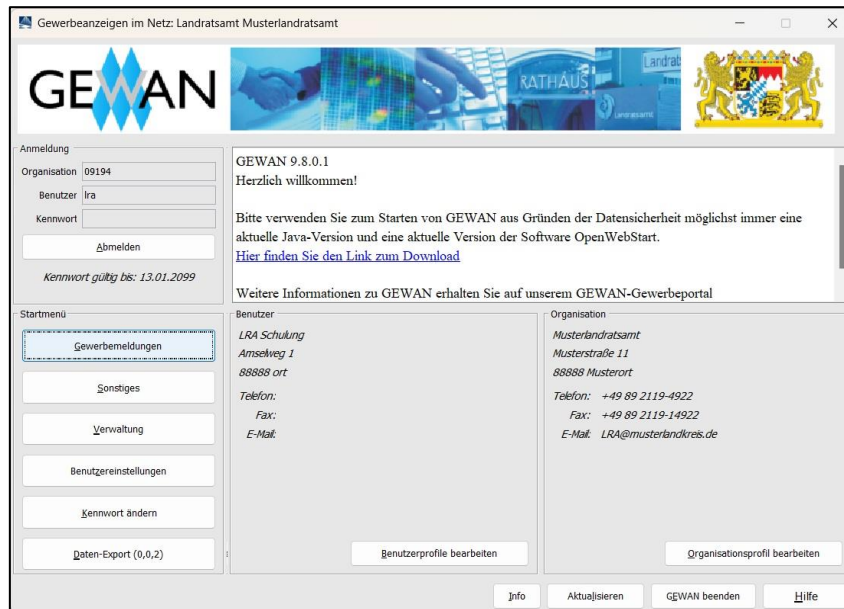 Gewerbeanzeigen im Netz: Landratsamt Musterlandratsamt
GEWAN
RATHAUS
Landrat
Landratsamt
Anmeldung
Organisation 09194
Benutzer lra
Kennwort
Abmelden
Kennwort gültig bis: 13.01.2099
GEWAN 9.8.0.1
Herzlich willkommen!
Bitte verwenden Sie zum Starten von GEWAN aus Gründen der Datensicherheit möglichst immer eine
aktuelle Java-Version und eine aktuelle Version der Software OpenWebStart.
Hier finden Sie den Link zum Download
Weitere Informationen zu GEWAN erhalten Sie auf unserem GEWAN-Gewerbeportal
Startmenü
Gewerbemeldungen
Sonstiges
Verwaltung
Benutzereinstellungen
Kennwort ändern
Daten-Export (0,0,2)
Benutzer
LRA Schulung
Amselweg 1
88888 ort
Telefon:
Fax:
E-Mail:
Benutzerprofile bearbeiten
Organisation
Musterlandratsamt
Musterstraße 11
88888 Musterort
Telefon: +49 89 2119-4922
Fax: +49 89 2119-14922
E-Mail: LRA@musterlandkreis.de
Organisationsprofil bearbeiten
Info
Aktualisieren
GEWAN beenden
Hilfe